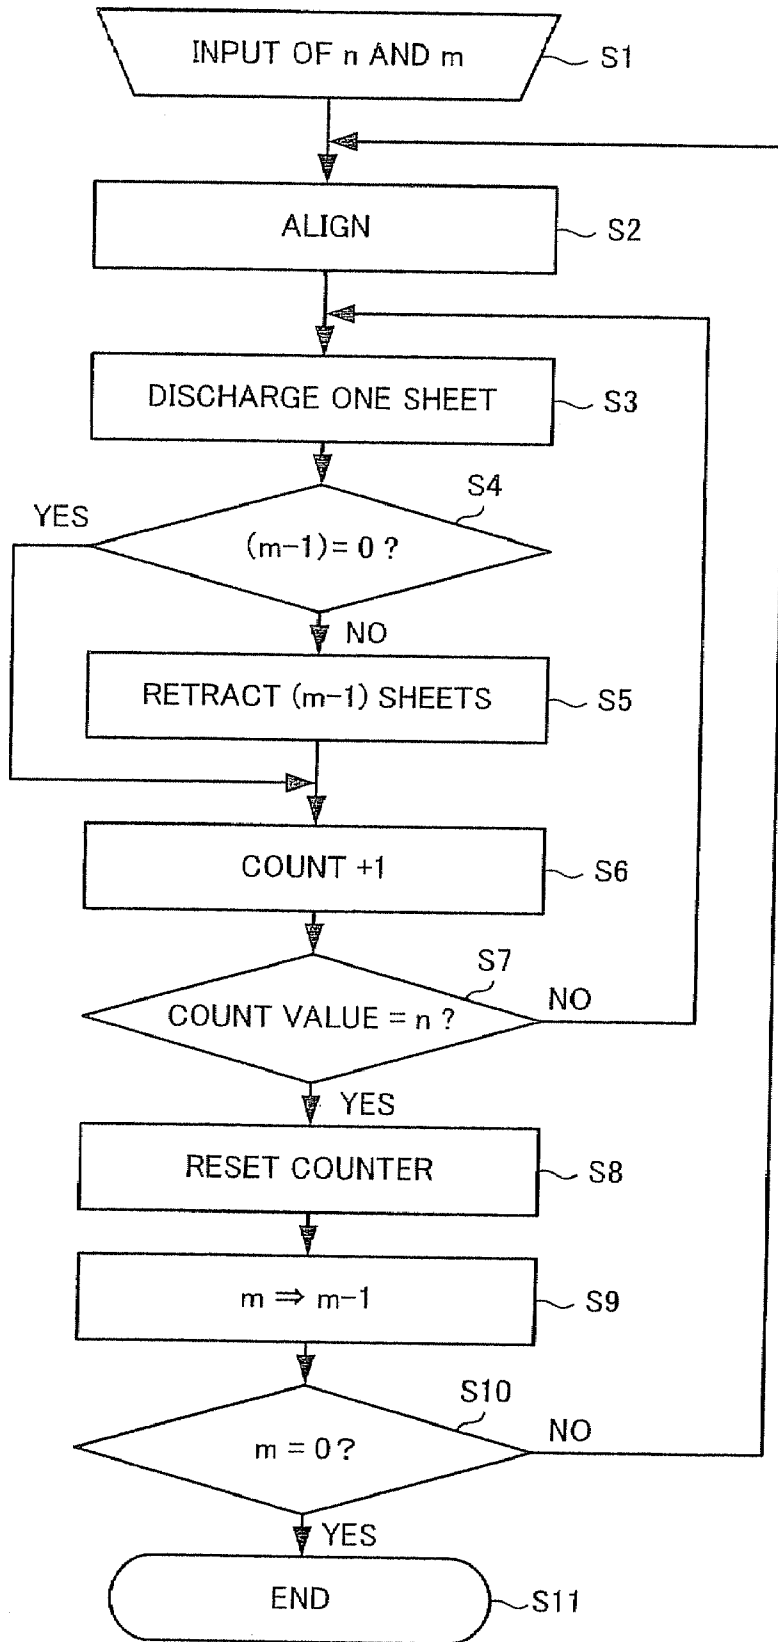 INPUT OF n AND m
S1
ALIGN
S2
DISCHARGE ONE SHEET
S3
S4
YES
(m-1) = 0 ?
NO
RETRACT (m-1) SHEETS
S5
COUNT +1
S6
S7
COUNT VALUE = n ?
NO
YES
RESET COUNTER
S8
m ⇒ m-1
S9
S10
m = 0 ?
NO
YES
END
S11